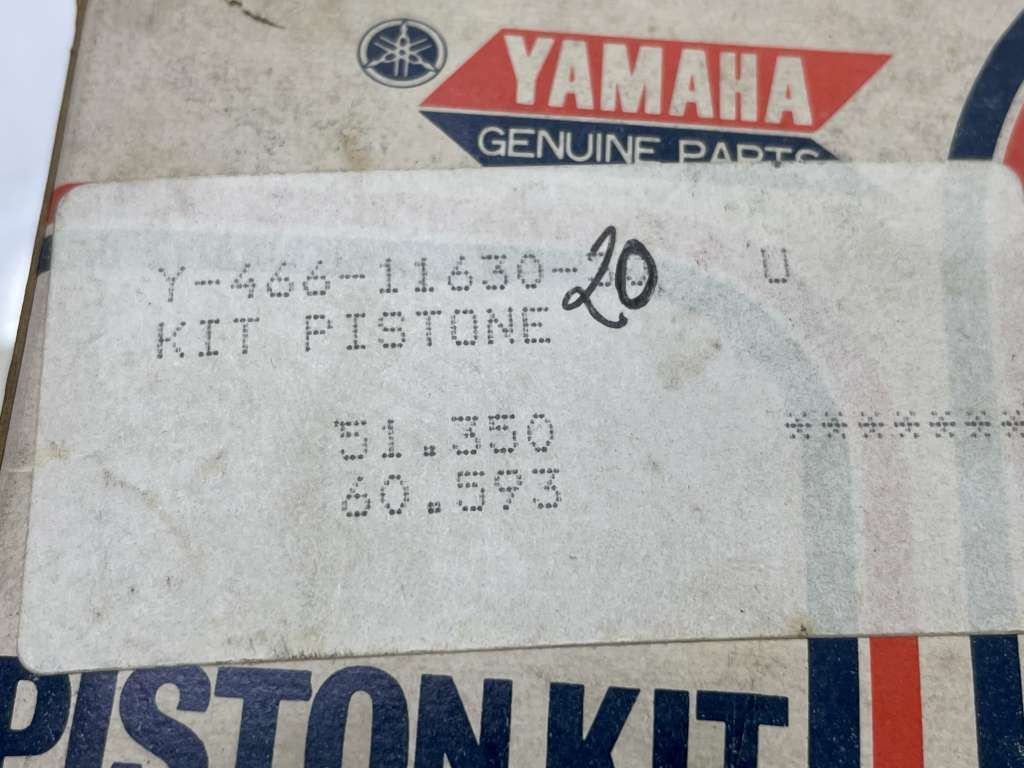 YAMAHA
GENUINE PARTS
Y-466-11630-20 U
KIT PISTONE
51.350
60.593
*******
PISTON KIT